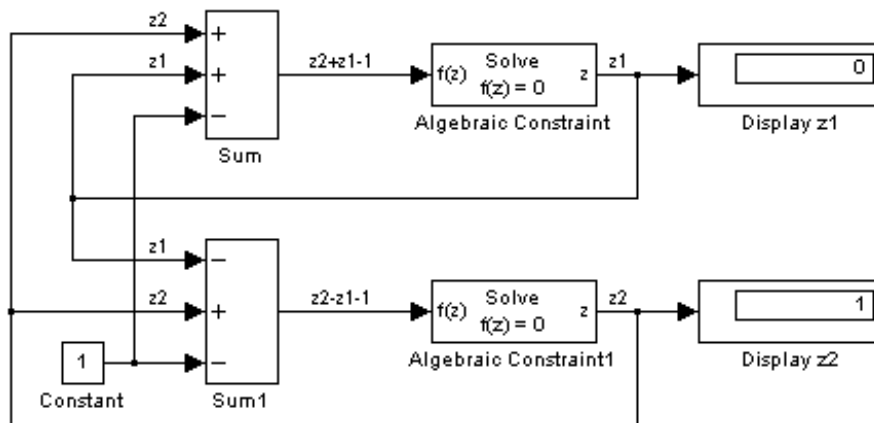 z2
+
z1
+
−
Sum
z2+z1-1
f(z)
Solve
f(z) = 0
z
Algebraic Constraint
z1
0
Display z1
z1
−
z2
+
−
Sum1
1
Constant
z2-z1-1
f(z)
Solve
f(z) = 0
z
Algebraic Constraint1
z2
1
Display z2